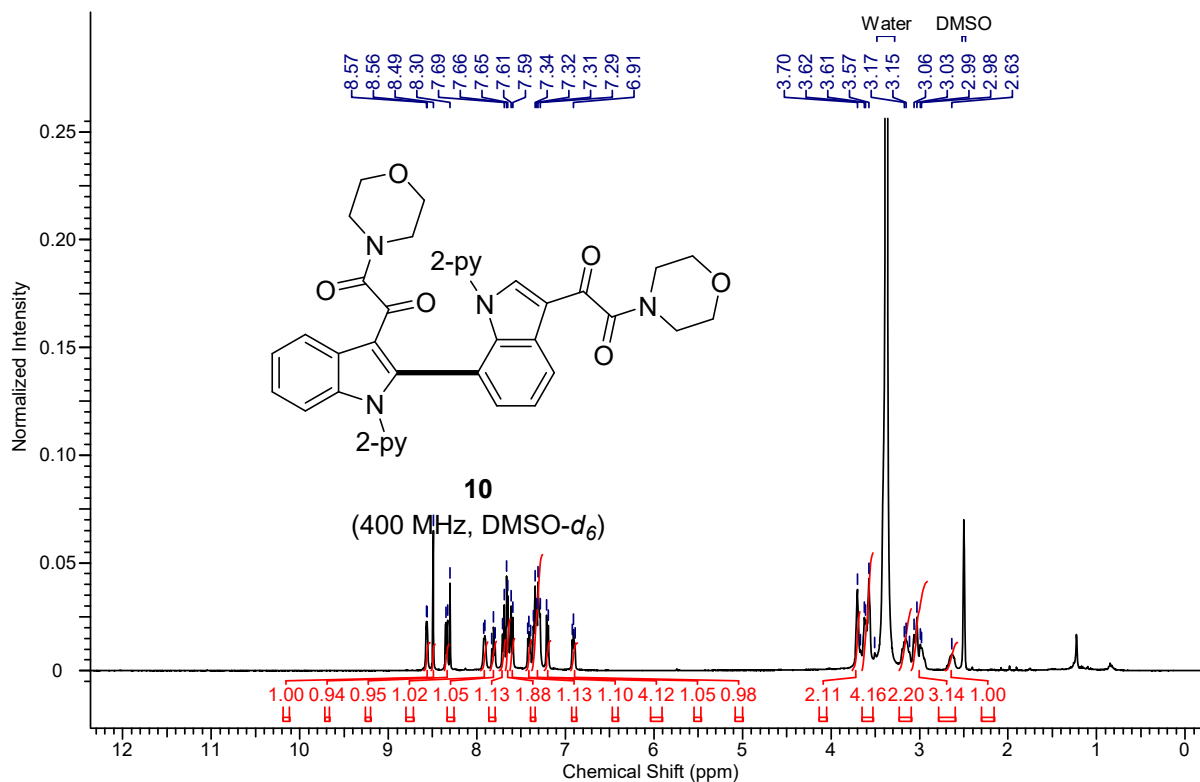 Water DMSO
8.57 8.56 8.49 8.30 7.69 7.66 7.65 7.61 7.59 7.34 7.32 7.31 7.29 6.91 3.70 3.62 3.61 3.57 3.17 3.15 3.06 3.03 2.99 2.98 2.63
0.25
0.20
0.15
0.10
0.05
0
Normalized Intensity
O
N
O
O
2-py
N
O
O
N
O
N
2-py
10
(400 MHz, DMSO-d6)
1.00 0.94 0.95 1.02 1.05 1.13 1.88 1.13 1.10 4.12 1.05 0.98 2.11 4.16 2.20 3.14 1.00
12 11 10 9 8 7 6 5 4 3 2 1 0
Chemical Shift (ppm)